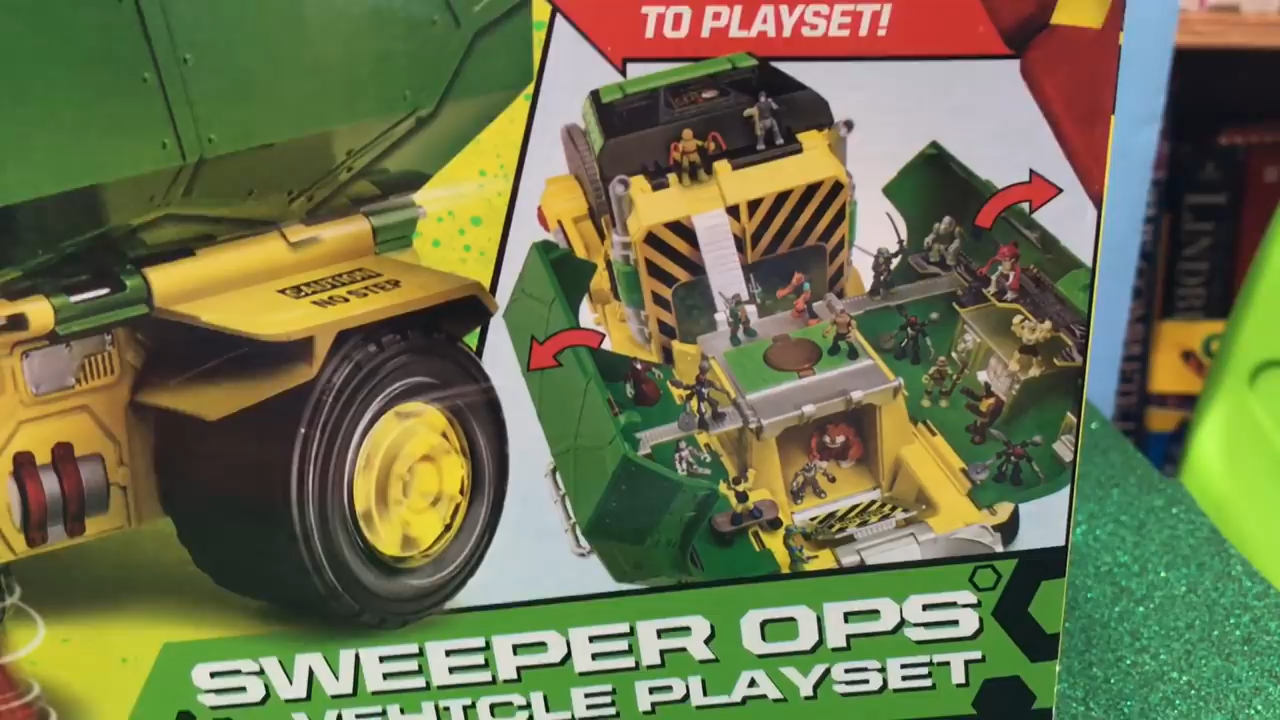 TO PLAYSET!
CAUTION
NO STEP
SWEEPER OPS
VEHICLE PLAYSET